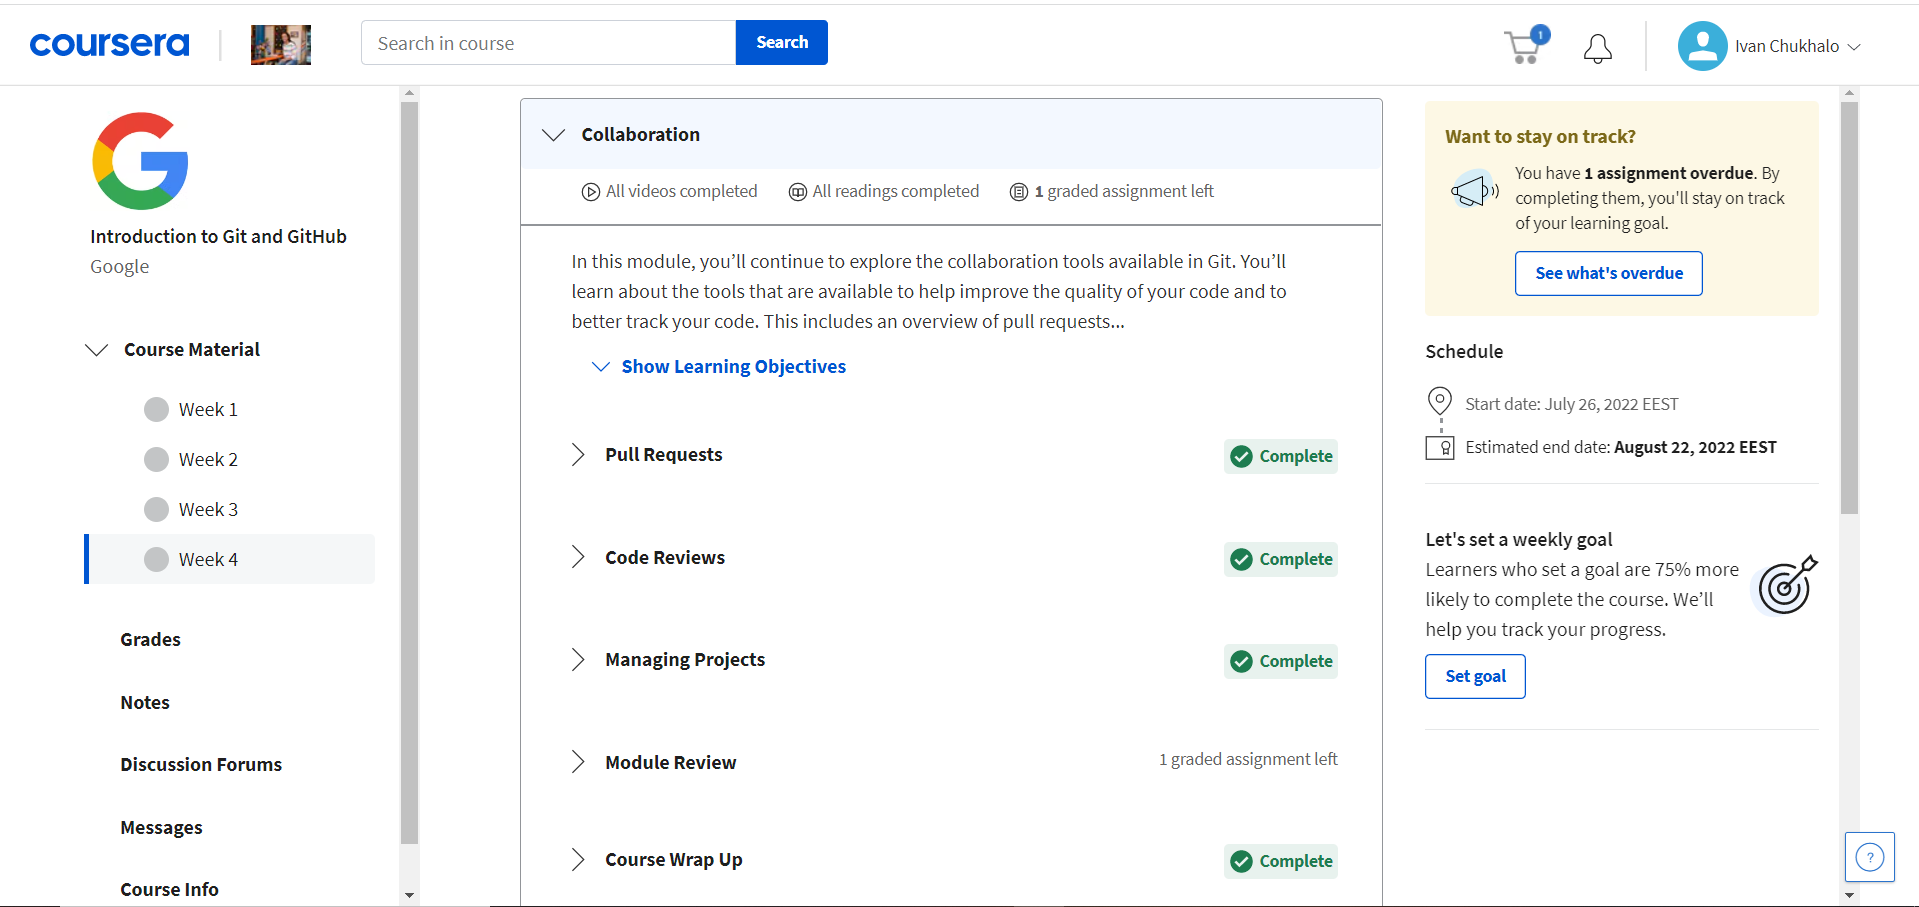 coursera
Search in course
Search
1
Ivan Chukhalo
Introduction to Git and GitHub
Google
Course Material
Week 1
Week 2
Week 3
Week 4
Grades
Notes
Discussion Forums
Messages
Course Info
Collaboration
All videos completed
All readings completed
1 graded assignment left
In this module, you’ll continue to explore the collaboration tools available in Git. You’ll
learn about the tools that are available to help improve the quality of your code and to
better track your code. This includes an overview of pull requests...
Show Learning Objectives
Pull Requests
Complete
Code Reviews
Complete
Managing Projects
Complete
Module Review
1 graded assignment left
Course Wrap Up
Complete
Want to stay on track?
You have 1 assignment overdue. By
completing them, you'll stay on track
of your learning goal.
See what's overdue
Schedule
Start date: July 26, 2022 EEST
Estimated end date: August 22, 2022 EEST
Let's set a weekly goal
Learners who set a goal are 75% more
likely to complete the course. We’ll
help you track your progress.
Set goal
?